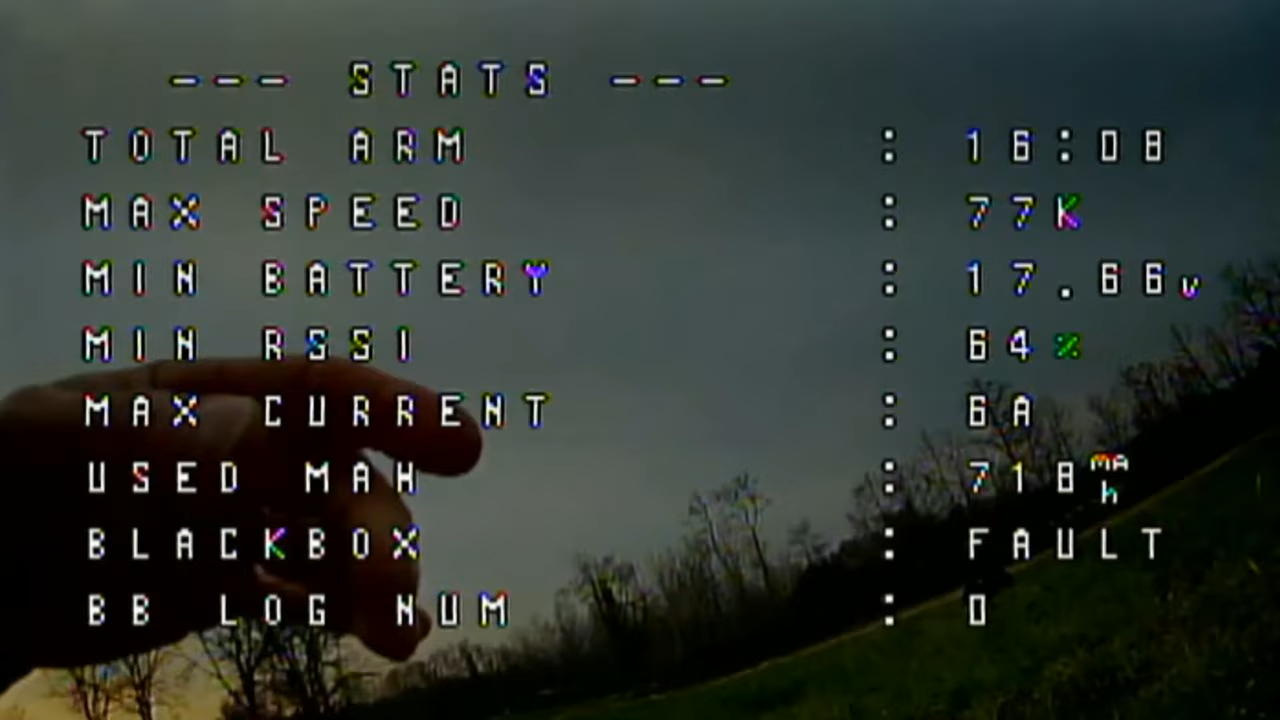 --- STATS ---
TOTAL ARM : 16:08
MAX SPEED : 77K
MIN BATTERY : 17.66v
MIN RSSI : 64%
MAX CURRENT : 6A
USED MAH : 718mAh
BLACKBOX : FAULT
BB LOG NUM : 0